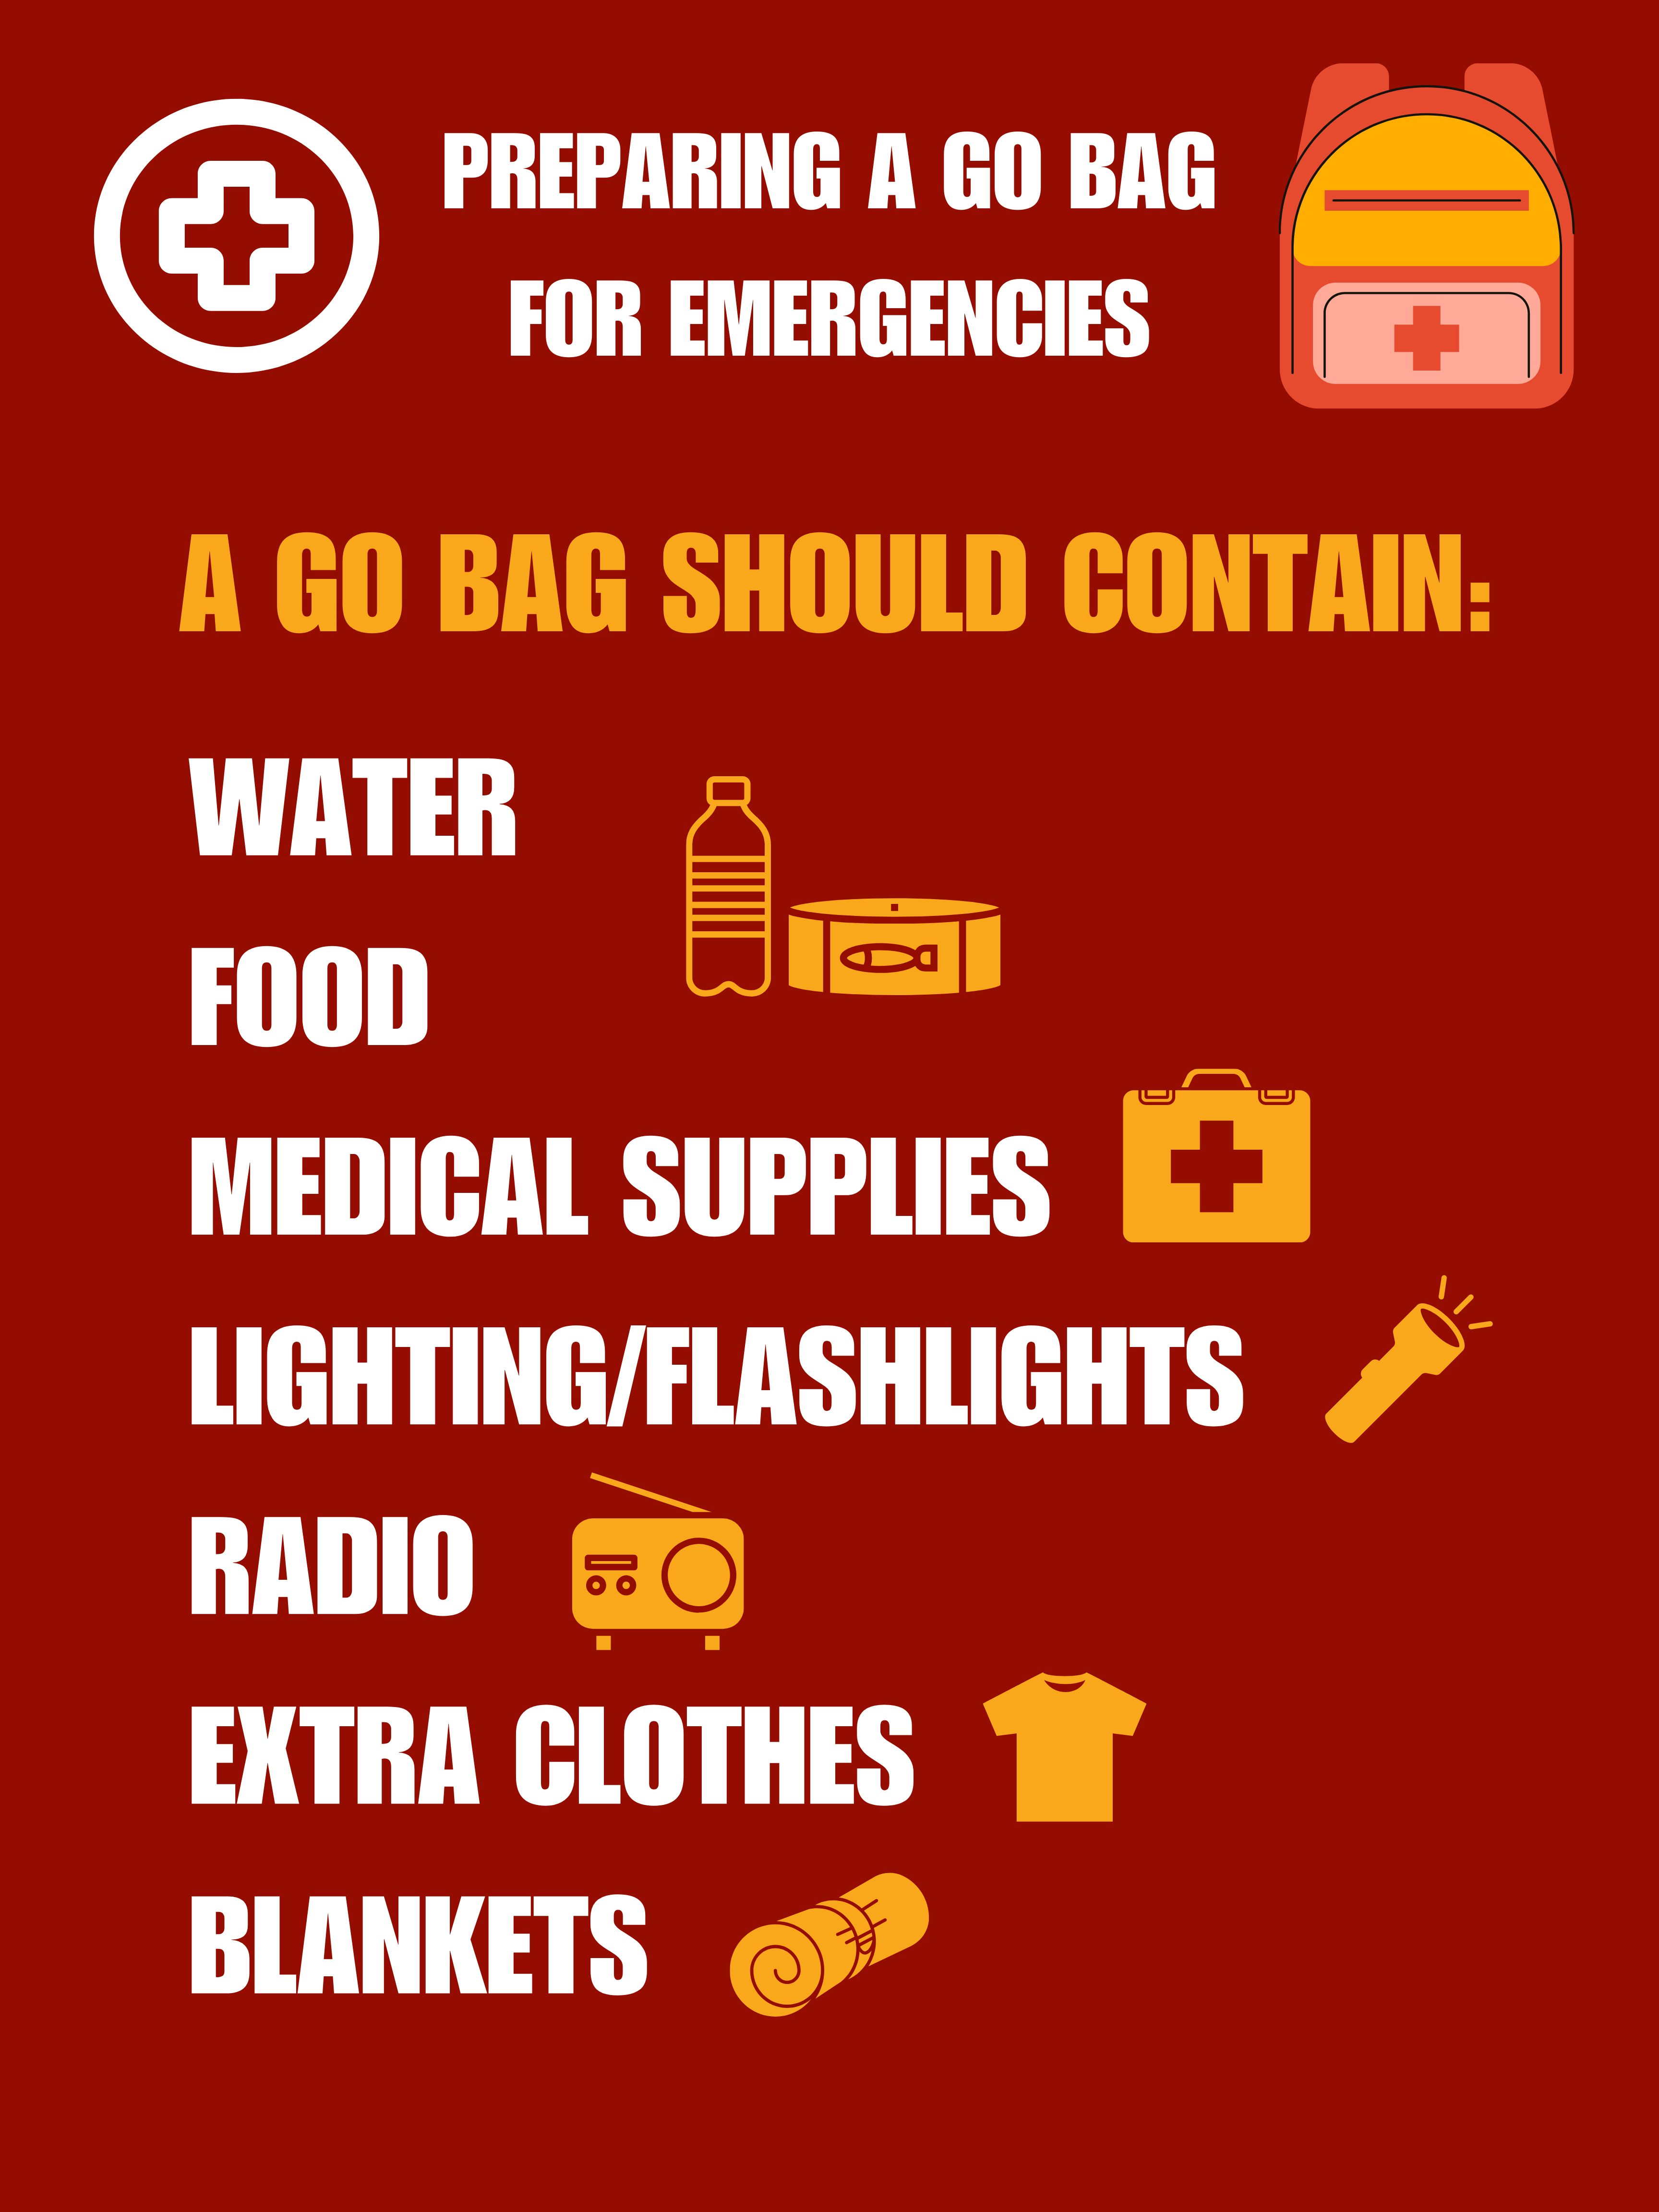 PREPARING A GO BAG
FOR EMERGENCIES
A GO BAG SHOULD CONTAIN:
WATER
FOOD
MEDICAL SUPPLIES
LIGHTING/FLASHLIGHTS
RADIO
EXTRA CLOTHES
BLANKETS